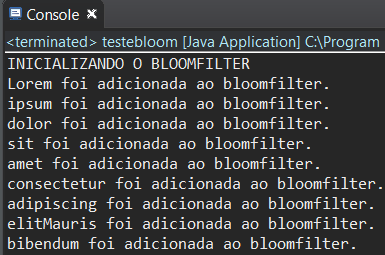 Console
<terminated> testebloom [Java Application] C:\Program
INICIALIZANDO O BLOOMFILTER
Lorem foi adicionada ao bloomfilter.
ipsum foi adicionada ao bloomfilter.
dolor foi adicionada ao bloomfilter.
sit foi adicionada ao bloomfilter.
amet foi adicionada ao bloomfilter.
consectetur foi adicionada ao bloomfilter.
adipiscing foi adicionada ao bloomfilter.
elitMauris foi adicionada ao bloomfilter.
bibendum foi adicionada ao bloomfilter.